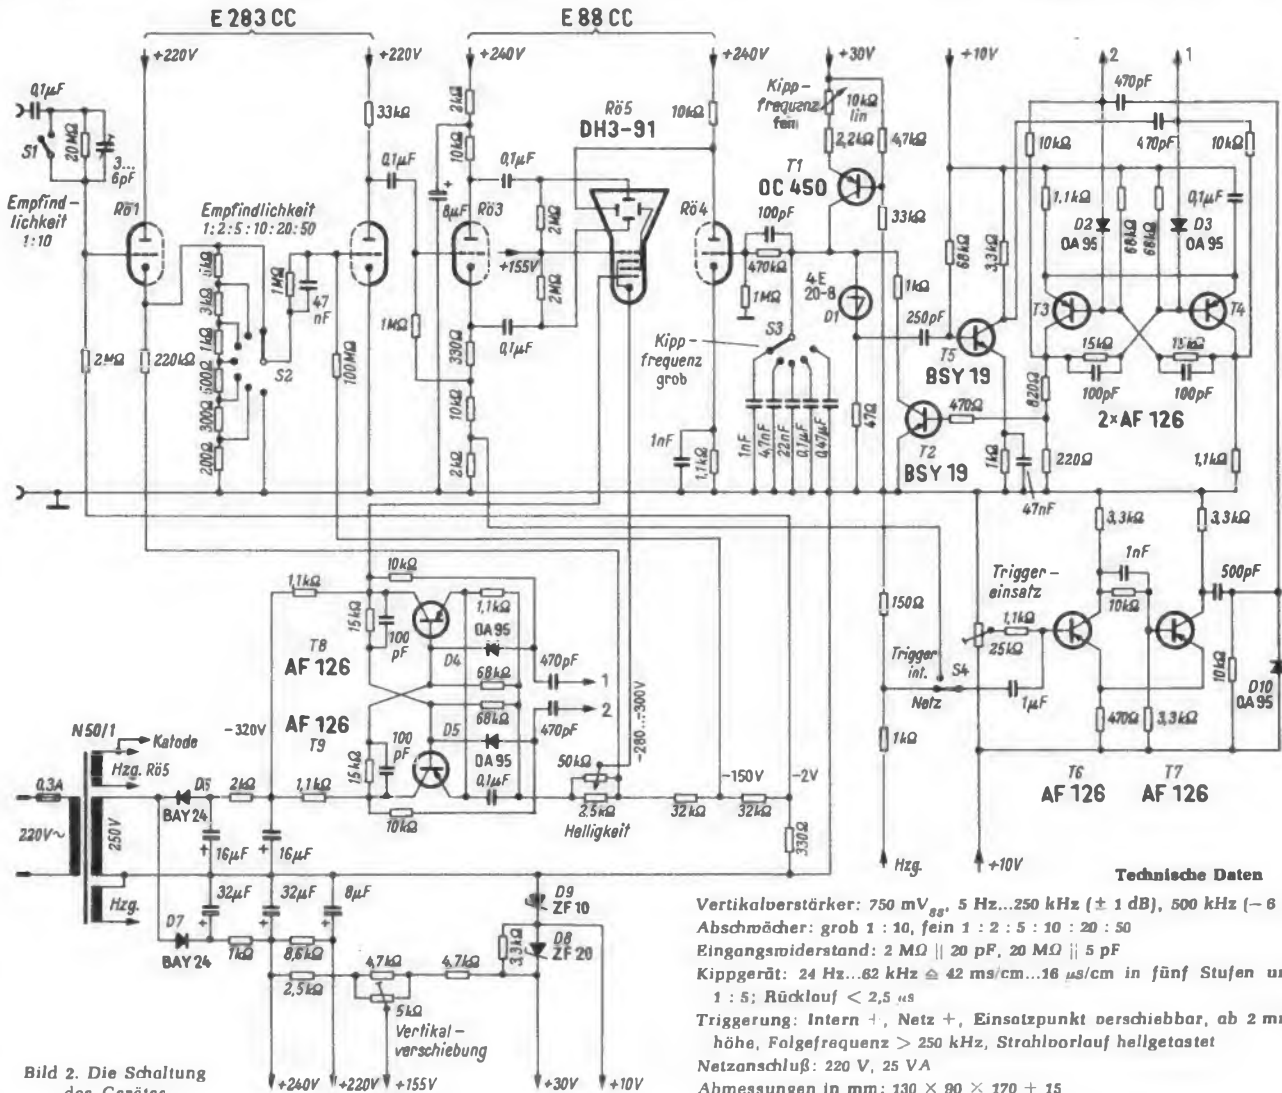 E 283 CC
E 88 CC
+220V
+220V
+240V
+240V
+30V
+10V
2
1
0,1µF
S1
20MΩ
3...
6pF
Empfind-
lichkeit
1:10
Rö1
Empfindlichkeit
1:2:5:10:20:50
33kΩ
0,1µF
2kΩ
10kΩ
8µF
Rö3
0,1µF
Rö5
DH3-91
2MΩ
+155V
2MΩ
0,1µF
10kΩ
Rö4
100pF
470kΩ
1MΩ
Kipp-
frequenz
fein
10kΩ
lin
2,2kΩ
4,7kΩ
T1
OC 450
33kΩ
4E
20-8
D1
1kΩ
250pF
68kΩ
3,3kΩ
T5
BSY 19
470pF
470pF
10kΩ
10kΩ
1,1kΩ
0,1µF
D2
OA 95
68kΩ
68kΩ
D3
OA 95
T3
T4
15kΩ
15kΩ
100pF
100pF
2×AF 126
820Ω
220Ω
1,1kΩ
2MΩ
220kΩ
3kΩ
1kΩ
500Ω
300Ω
200Ω
1MΩ
47
nF
S2
100MΩ
1MΩ
330Ω
10kΩ
2kΩ
Kipp-
frequenz
grob
S3
1nF
1,1kΩ
1nF
4,7nF
22nF
0,1µF
0,47µF
47Ω
T2
BSY 19
470Ω
1kΩ
47nF
3,3kΩ
3,3kΩ
1nF
10kΩ
500pF
Trigger-
einsatz
1,1kΩ
25kΩ
150Ω
Trigger
int.
S4
Netz
1µF
1kΩ
470Ω
3,3kΩ
10kΩ
D10
OA 95
T6
AF 126
T7
AF 126
Hzg.
+10V
1,1kΩ
10kΩ
15kΩ
100
pF
1,1kΩ
OA 95
T8
AF 126
D4
470pF
68kΩ
68kΩ
1
2
AF 126
T9
100
pF
D5
OA 95
470pF
15kΩ
0,1µF
1,1kΩ
10kΩ
50kΩ
2,5kΩ
Helligkeit
-280...-300V
-150V
-2V
32kΩ
32kΩ
330Ω
N50/1
Katode
Hzg. Rö5
-320V
0,3A
220V~
250V
D6
BAY 24
2kΩ
16µF
16µF
32µF
32µF
8µF
Hzg.
D7
BAY 24
1kΩ
8,6kΩ
2,5kΩ
4,7kΩ
4,7kΩ
5kΩ
Vertikal-
verschiebung
3,3kΩ
D9
ZF 10
D8
ZF 20
+240V
+220V
+155V
+30V
+10V
Bild 2. Die Schaltung
des Gerätes
Technische Daten
Vertikalverstärker: 750 mVss, 5 Hz...250 kHz (± 1 dB), 500 kHz (− 6
Abschwächer: grob 1 : 10, fein 1 : 2 : 5 : 10 : 20 : 50
Eingangswiderstand: 2 MΩ || 20 pF, 20 MΩ || 5 pF
Kippgerät: 24 Hz...62 kHz ≙ 42 ms/cm...16 µs/cm in fünf Stufen un
1 : 5; Rücklauf < 2,5 µs
Triggerung: Intern +, Netz +, Einsatzpunkt verschiebbar, ab 2 mm
höhe, Folgefrequenz > 250 kHz, Strahlvorlauf hellgetastet
Netzanschluß: 220 V, 25 VA
Abmessungen in mm: 130 × 90 × 170 + 15